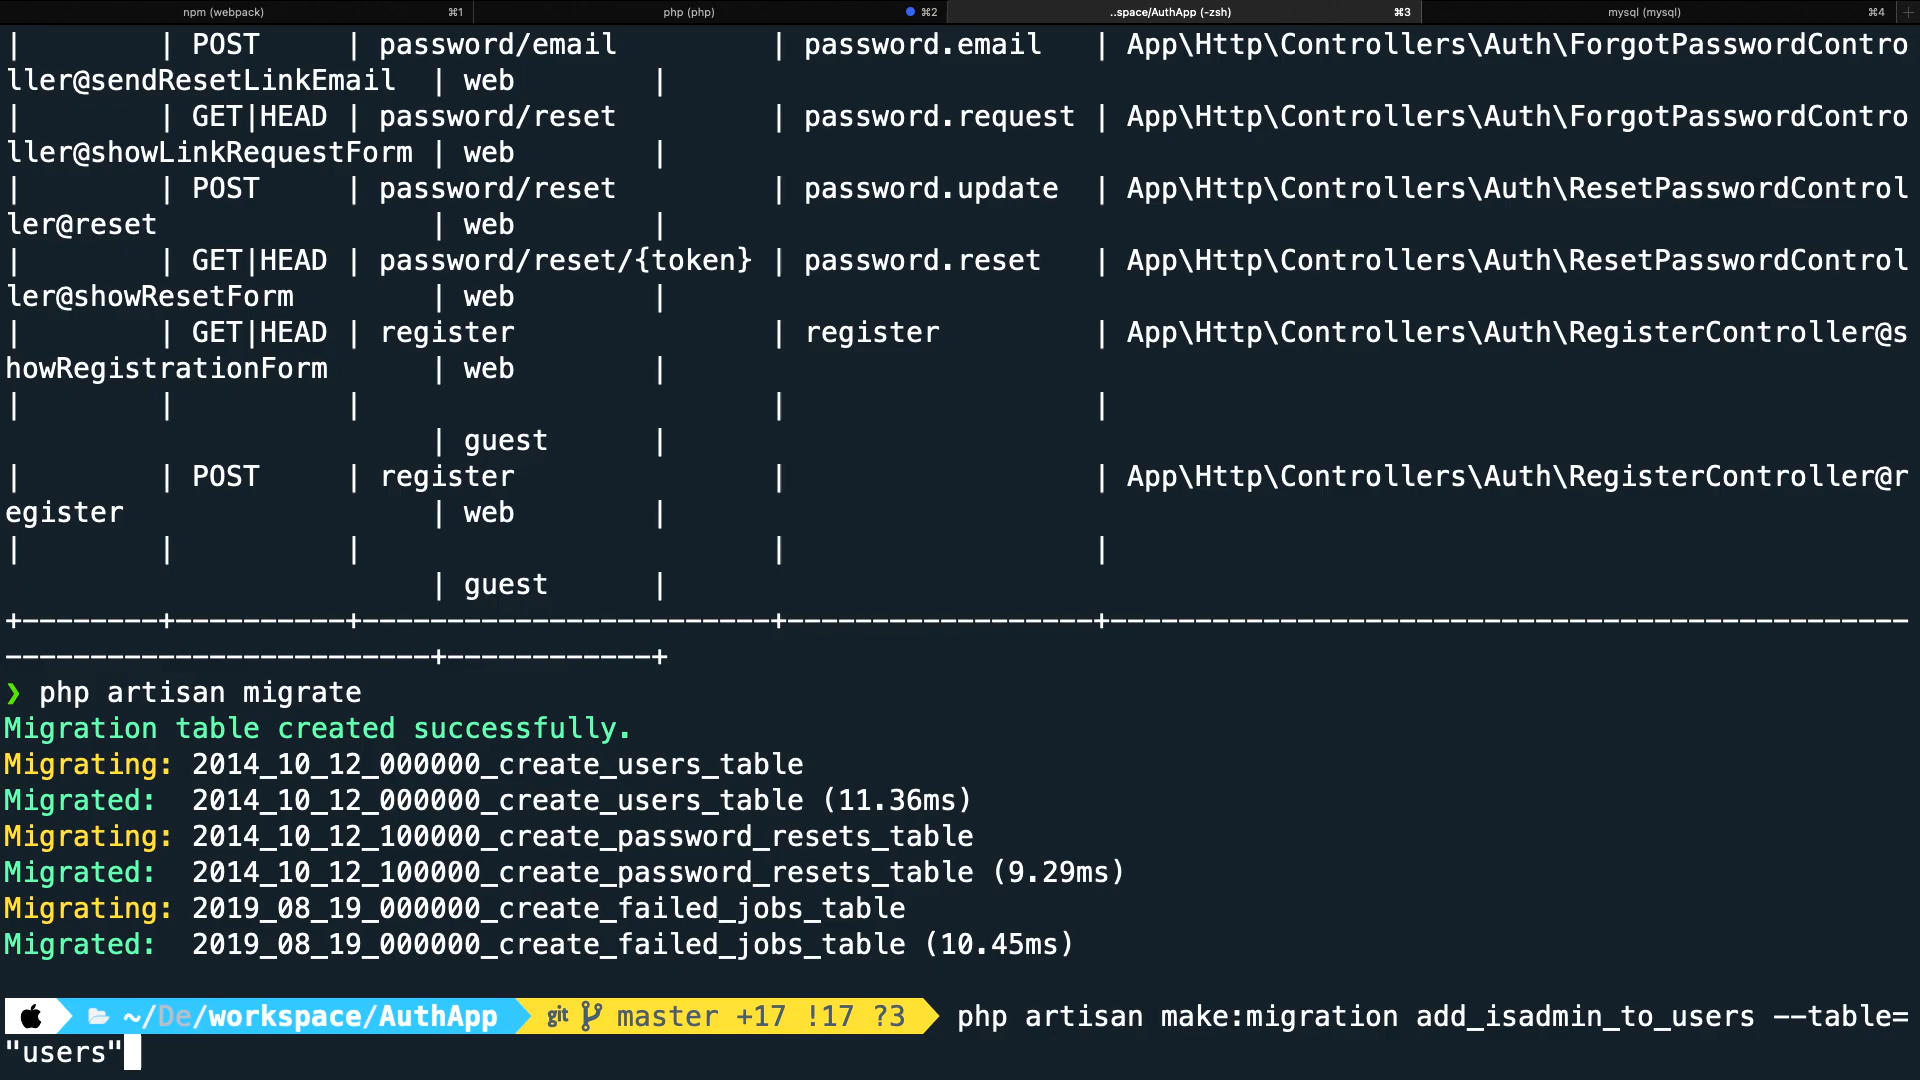 npm (webpack) ⌘1 php (php) ⌘2 ..space/AuthApp (-zsh) ⌘3 mysql (mysql) ⌘4 +
|        | POST     | password/email         | password.email   | App\Http\Controllers\Auth\ForgotPasswordContro
ller@sendResetLinkEmail  | web        |
|        | GET|HEAD | password/reset         | password.request | App\Http\Controllers\Auth\ForgotPasswordContro
ller@showLinkRequestForm | web        |
|        | POST     | password/reset         | password.update  | App\Http\Controllers\Auth\ResetPasswordControl
ler@reset                | web        |
|        | GET|HEAD | password/reset/{token} | password.reset   | App\Http\Controllers\Auth\ResetPasswordControl
ler@showResetForm        | web        |
|        | GET|HEAD | register               | register         | App\Http\Controllers\Auth\RegisterController@s
howRegistrationForm      | web        |
|        |          |                        |                  |
                         | guest      |
|        | POST     | register               |                  | App\Http\Controllers\Auth\RegisterController@r
egister                  | web        |
|        |          |                        |                  |
                         | guest      |
+--------+----------+------------------------+------------------+-----------------------------------------------
-------------------------+------------+
❯ php artisan migrate
Migration table created successfully.
Migrating: 2014_10_12_000000_create_users_table
Migrated:  2014_10_12_000000_create_users_table (11.36ms)
Migrating: 2014_10_12_100000_create_password_resets_table
Migrated:  2014_10_12_100000_create_password_resets_table (9.29ms)
Migrating: 2019_08_19_000000_create_failed_jobs_table
Migrated:  2019_08_19_000000_create_failed_jobs_table (10.45ms)
~/De/workspace/AuthApp git master +17 !17 ?3 php artisan make:migration add_isadmin_to_users --table=
"users"